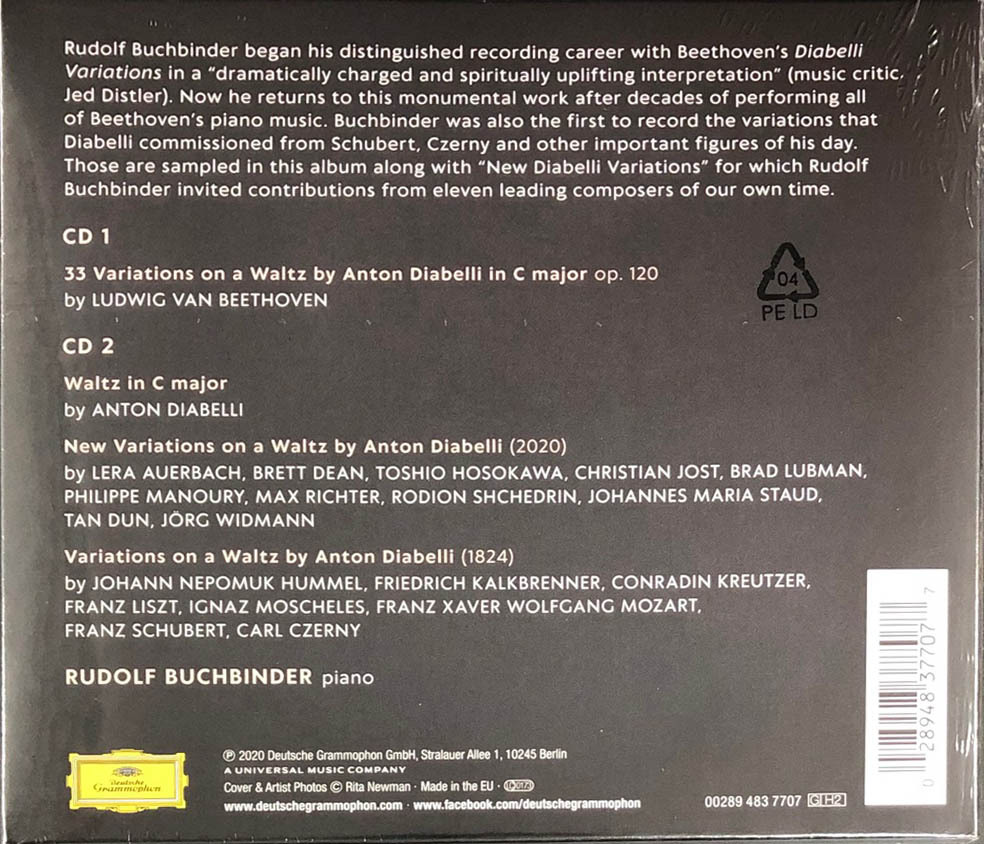 Rudolf Buchbinder began his distinguished recording career with Beethoven's Diabelli
Variations in a “dramatically charged and spiritually uplifting interpretation” (music critic
Jed Distler). Now he returns to this monumental work after decades of performing all
of Beethoven's piano music. Buchbinder was also the first to record the variations that
Diabelli commissioned from Schubert, Czerny and other important figures of his day.
Those are sampled in this album along with “New Diabelli Variations” for which Rudolf
Buchbinder invited contributions from eleven leading composers of our own time.
CD 1
33 Variations on a Waltz by Anton Diabelli in C major op. 120
by LUDWIG VAN BEETHOVEN
04
PE LD
CD 2
Waltz in C major
by ANTON DIABELLI
New Variations on a Waltz by Anton Diabelli (2020)
by LERA AUERBACH, BRETT DEAN, TOSHIO HOSOKAWA, CHRISTIAN JOST, BRAD LUBMAN,
PHILIPPE MANOURY, MAX RICHTER, RODION SHCHEDRIN, JOHANNES MARIA STAUD,
TAN DUN, JÖRG WIDMANN
Variations on a Waltz by Anton Diabelli (1824)
by JOHANN NEPOMUK HUMMEL, FRIEDRICH KALKBRENNER, CONRADIN KREUTZER,
FRANZ LISZT, IGNAZ MOSCHELES, FRANZ XAVER WOLFGANG MOZART,
FRANZ SCHUBERT, CARL CZERNY
RUDOLF BUCHBINDER piano
Deutsche
Grammophon
℗ 2020 Deutsche Grammophon GmbH, Stralauer Allee 1, 10245 Berlin
A UNIVERSAL MUSIC COMPANY
Cover & Artist Photos © Rita Newman · Made in the EU · LC 0173
www.deutschegrammophon.com · www.facebook.com/deutschegrammophon
00289 483 7707 GH2
0 28948 37707 7